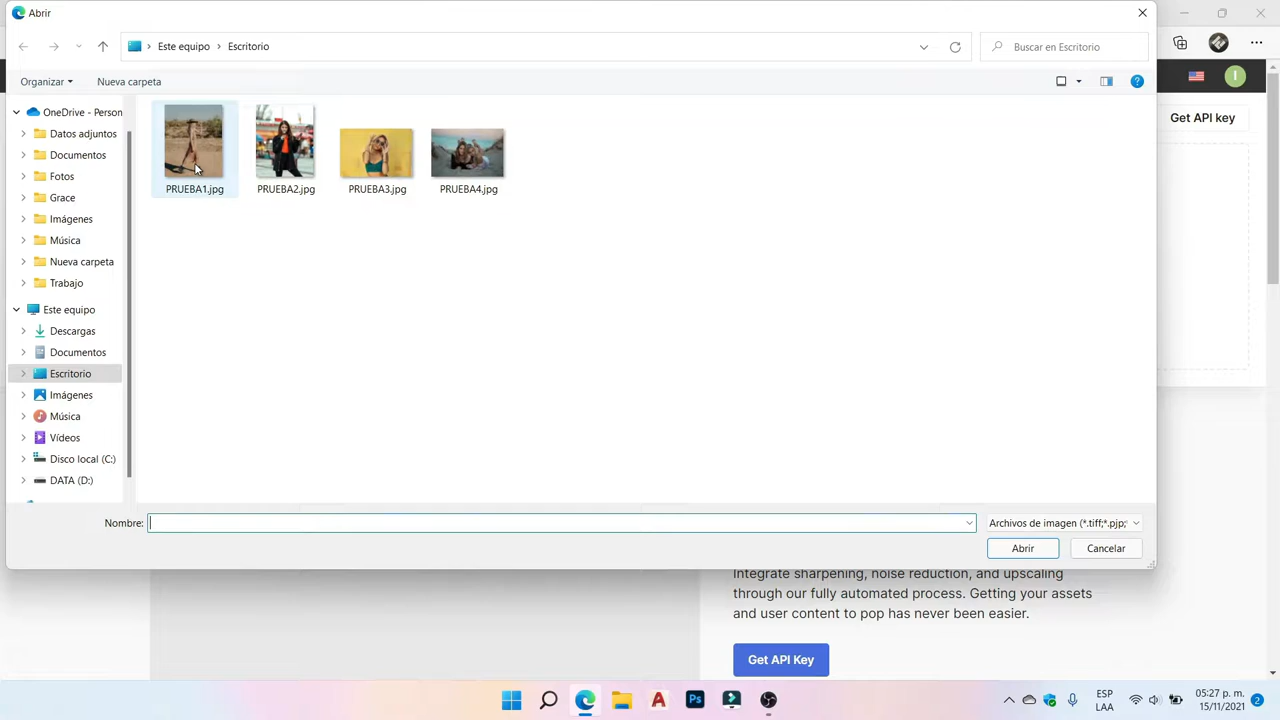 Abrir
Este equipo > Escritorio
Buscar en Escritorio
Organizar
Nueva carpeta
OneDrive - Person
Datos adjuntos
Documentos
Fotos
Grace
Imágenes
Música
Nueva carpeta
Trabajo
Este equipo
Descargas
Documentos
Escritorio
Imágenes
Música
Vídeos
Disco local (C:)
DATA (D:)
PRUEBA1.jpg
PRUEBA2.jpg
PRUEBA3.jpg
PRUEBA4.jpg
Nombre:
Archivos de imagen (*.tiff;*.pjp;*
Abrir
Cancelar
I
Get API key
Integrate sharpening, noise reduction, and upscaling
through our fully automated process. Getting your assets
and user content to pop has never been easier.
Get API Key
A
Ps
ESP
LAA
05:27 p. m.
15/11/2021
2